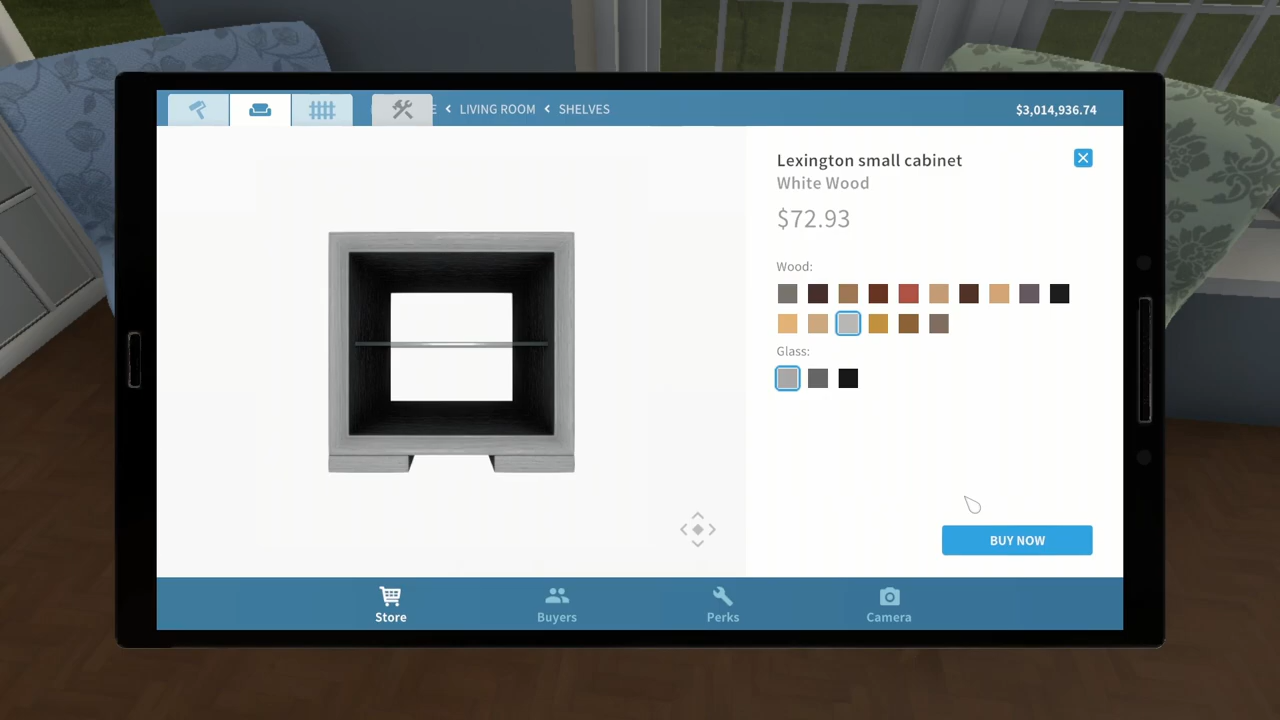 E < LIVING ROOM < SHELVES
$3,014,936.74
Lexington small cabinet
White Wood
$72.93
Wood:
Glass:
BUY NOW
Store
Buyers
Perks
Camera